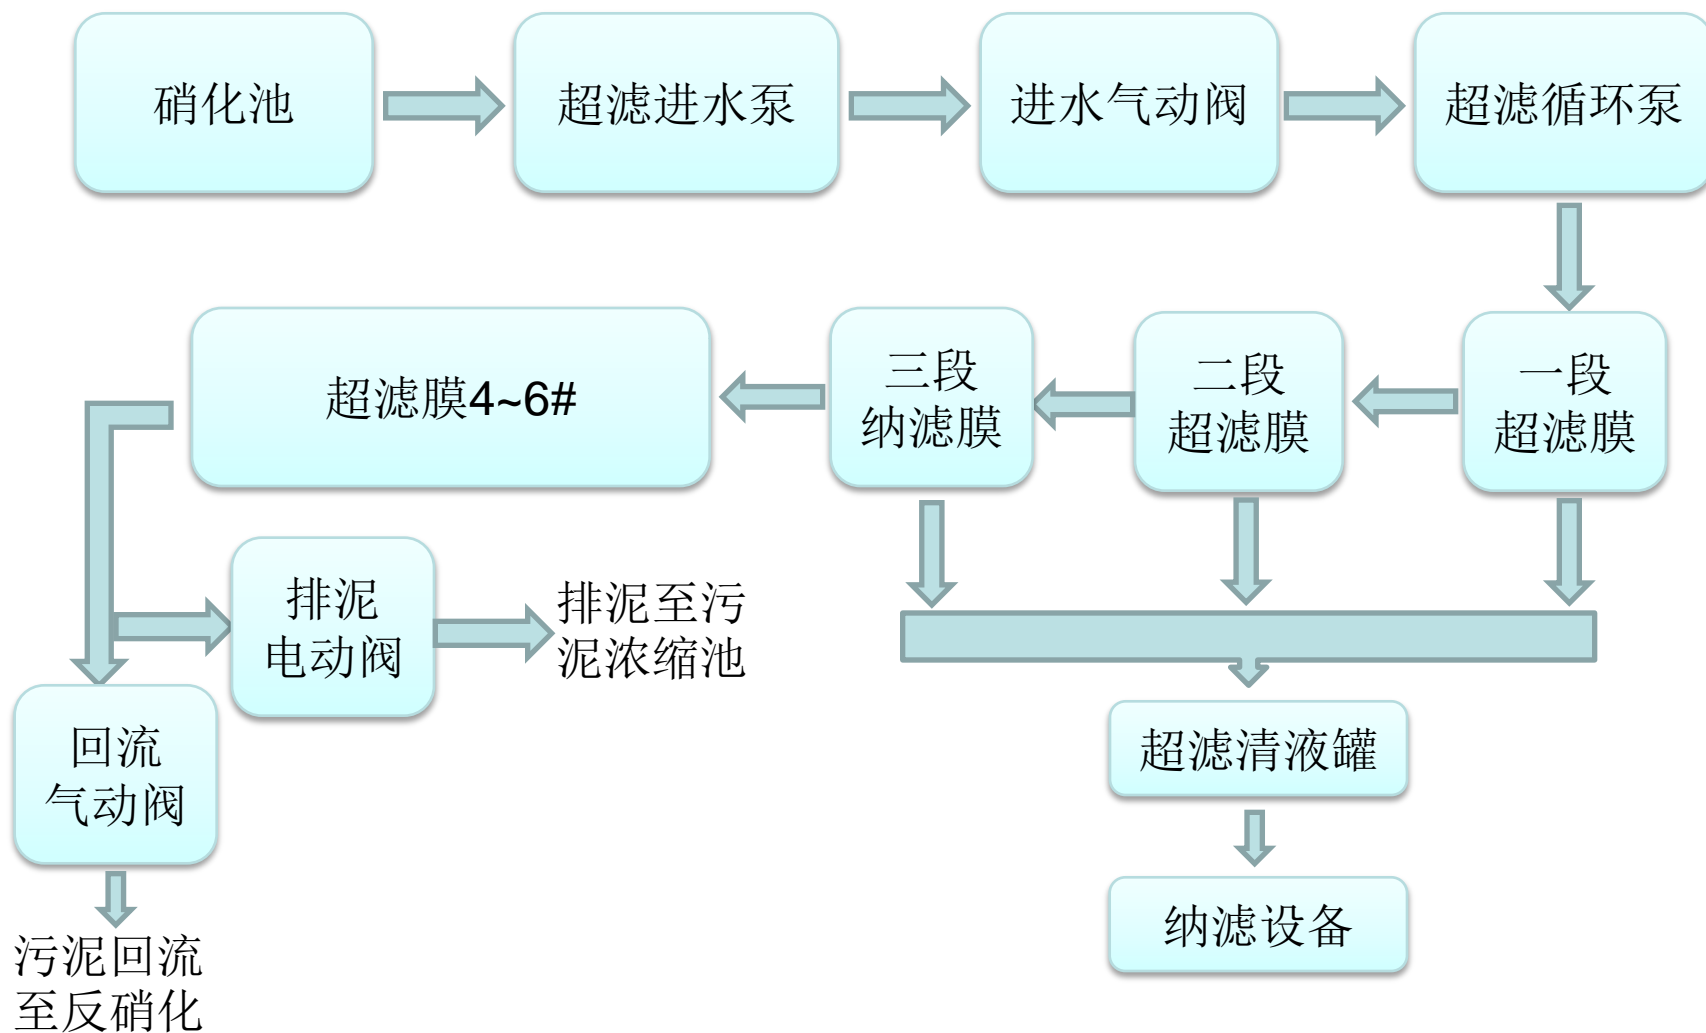 硝化池
超滤进水泵
进水气动阀
超滤循环泵
超滤膜4~6#
三段
纳滤膜
二段
超滤膜
一段
超滤膜
排泥
电动阀
排泥至污
泥浓缩池
回流
气动阀
超滤清液罐
纳滤设备
污泥回流
至反硝化